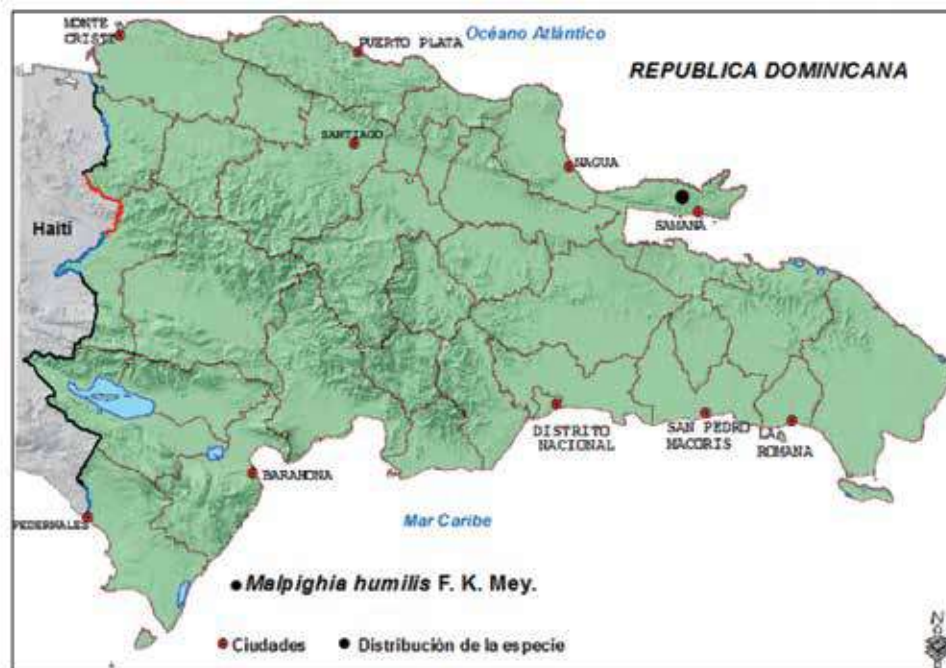 MONTE
CRISTI
PUERTO PLATA
Océano Atlántico
REPUBLICA DOMINICANA
SANTIAGO
NAGUA
SAMANA
Haití
DISTRITO
NACIONAL
SAN PEDRO
MACORIS
LA
ROMANA
BARAHONA
PEDERNALES
Mar Caribe
Malpighia humilis F. K. Mey.
Ciudades
Distribución de la especie